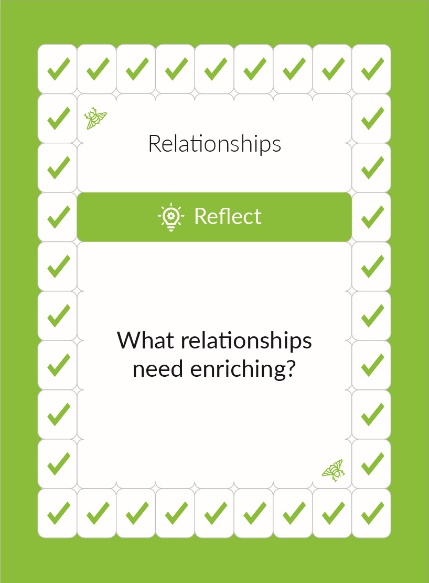 Relationships
Reflect
What relationships
need enriching?